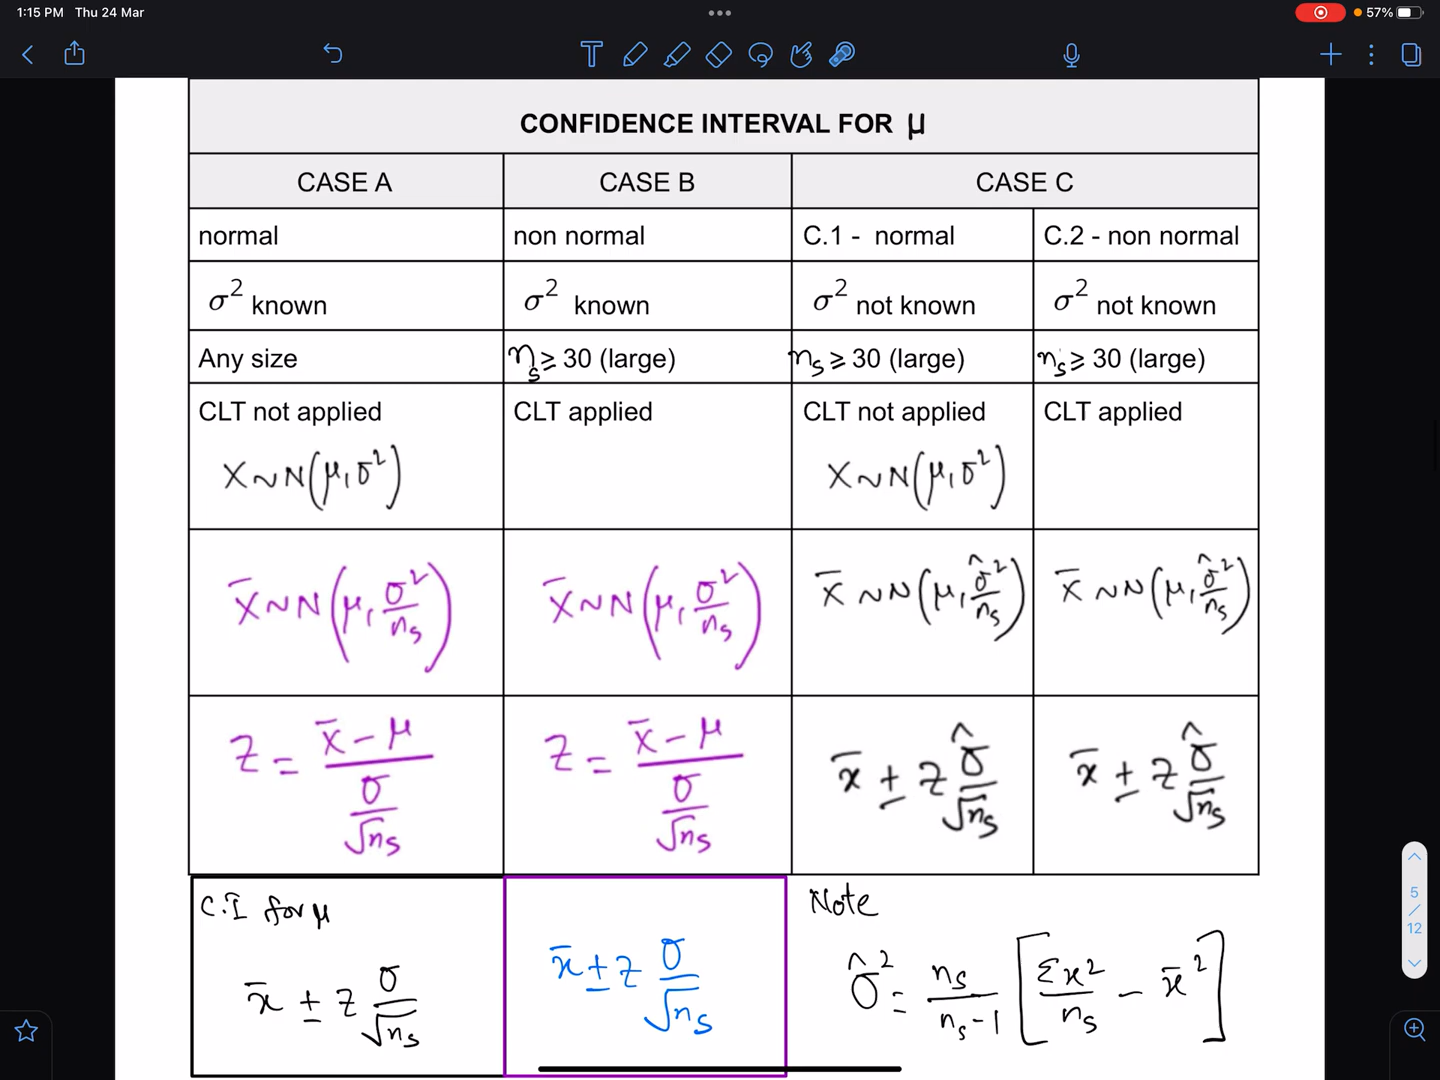 1:15 PM Thu 24 Mar
57%
CONFIDENCE INTERVAL FOR μ
CASE A CASE B CASE C
normal non normal C.1 - normal C.2 - non normal
σ² known σ² known σ² not known σ² not known
Any size nₛ ≥ 30 (large) nₛ ≥ 30 (large) nₛ ≥ 30 (large)
CLT not applied CLT applied CLT not applied CLT applied
X~N(μ, σ²) X~N(μ, σ²)
X̄~N(μ, σ²/nₛ) X̄~N(μ, σ²/nₛ) X̄~N(μ, σ̂²/nₛ) X̄~N(μ, σ̂²/nₛ)
Z = (x̄ - μ)/(σ/√nₛ) Z = (x̄ - μ)/(σ/√nₛ) x̄ ± z σ̂/√nₛ x̄ ± z σ̂/√nₛ
C.I for μ
x̄ ± z σ/√nₛ
x̄ ± z σ/√nₛ
Note
σ̂² = nₛ/(nₛ-1) [Σx²/nₛ - x̄²]
5
/
12